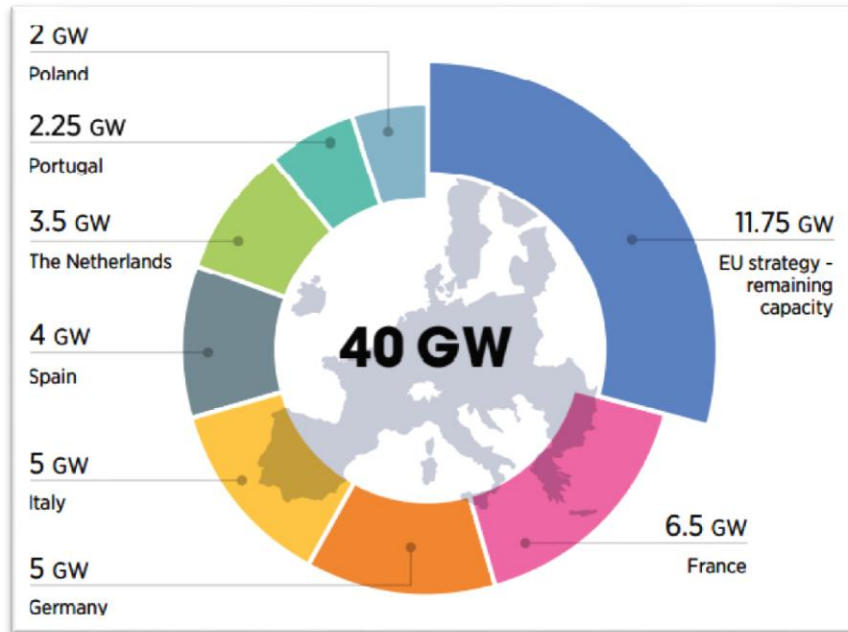 2 GW
Poland
2.25 GW
Portugal
3.5 GW
The Netherlands
4 GW
Spain
5 GW
Italy
5 GW
Germany
40 GW
11.75 GW
EU strategy -
remaining
capacity
6.5 GW
France